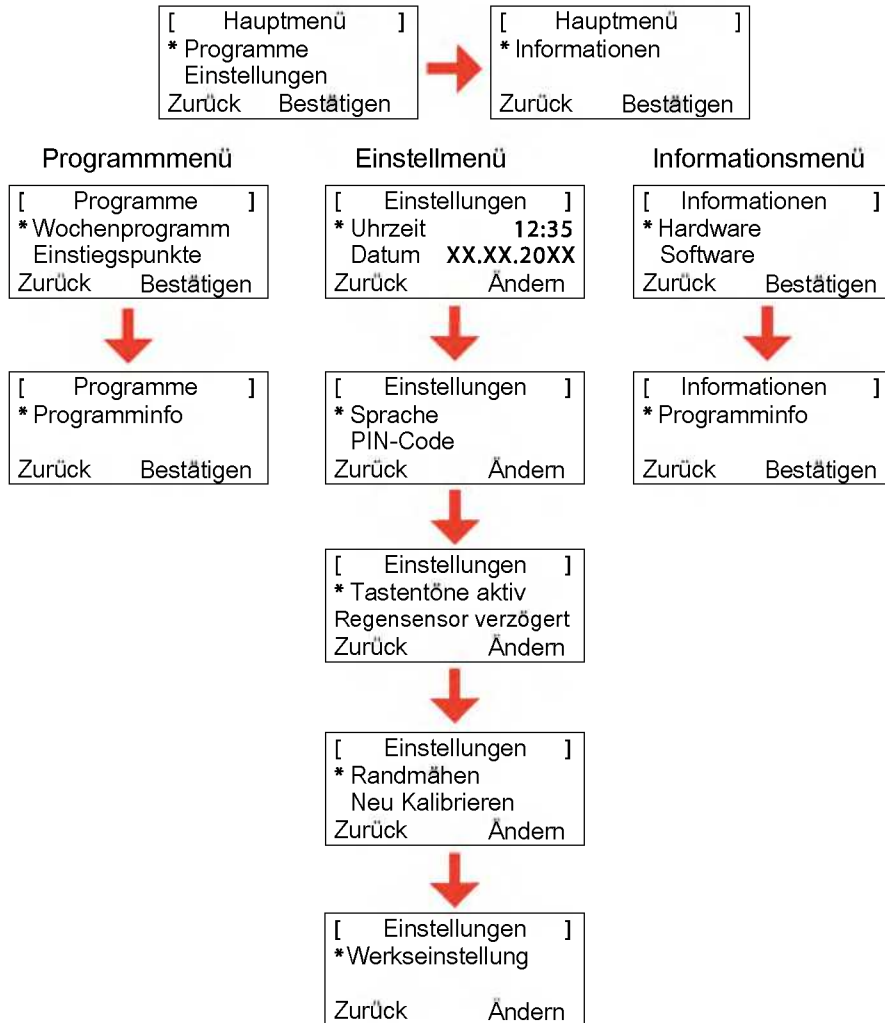 [ Hauptmenü ]
* Programme
Einstellungen
Zurück Bestätigen
[ Hauptmenü ]
* Informationen
Zurück Bestätigen
Programmmenü
[ Programme ]
* Wochenprogramm
Einstiegspunkte
Zurück Bestätigen
[ Programme ]
* Programminfo
Zurück Bestätigen
Einstellmenü
[ Einstellungen ]
* Uhrzeit 12:35
Datum XX.XX.20XX
Zurück Ändern
[ Einstellungen ]
* Sprache
PIN-Code
Zurück Ändern
[ Einstellungen ]
* Tastentöne aktiv
Regensensor verzögert
Zurück Ändern
[ Einstellungen ]
* Randmähen
Neu Kalibrieren
Zurück Ändern
[ Einstellungen ]
*Werkseinstellung
Zurück Ändern
Informationsmenü
[ Informationen ]
* Hardware
Software
Zurück Bestätigen
[ Informationen ]
* Programminfo
Zurück Bestätigen